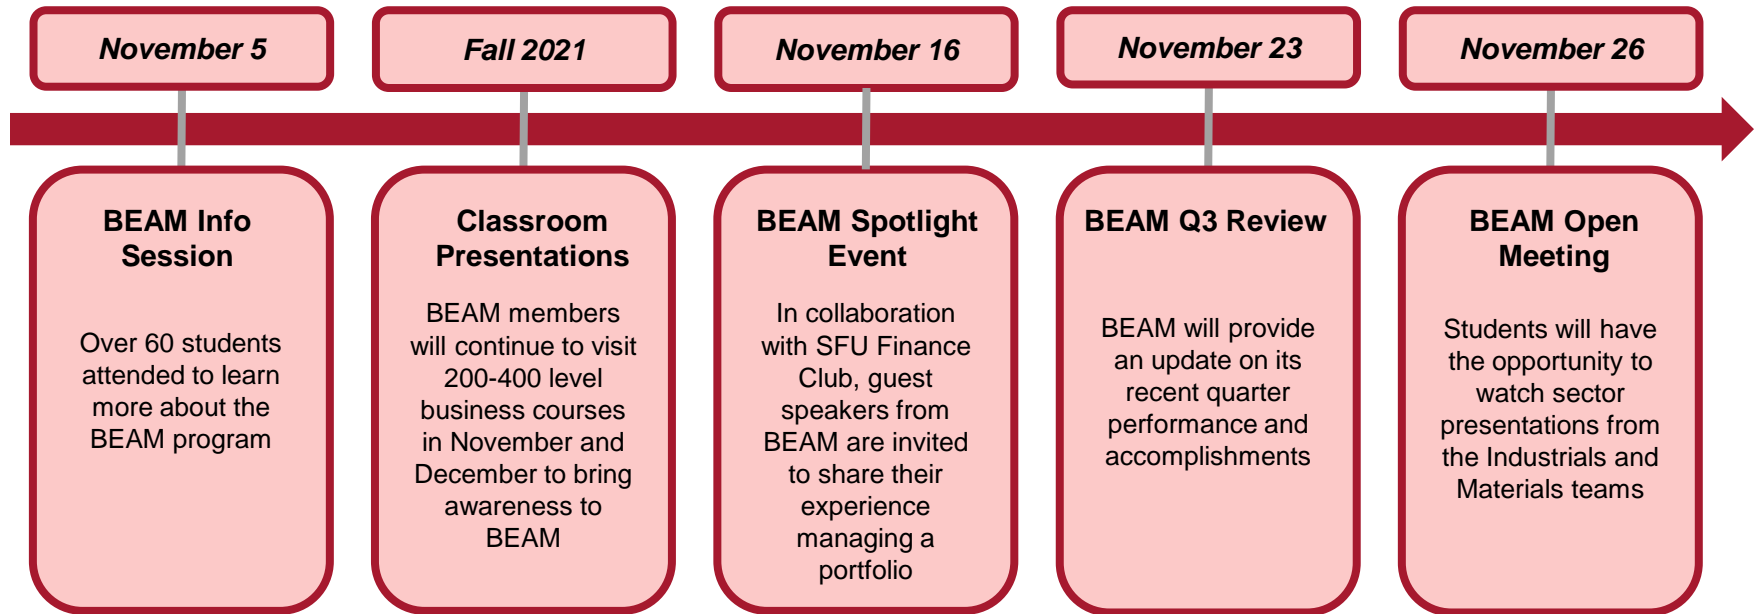 November 5
Fall 2021
November 16
November 23
November 26
BEAM Info
Session
Over 60 students
attended to learn
more about the
BEAM program
Classroom
Presentations
BEAM members
will continue to visit
200-400 level
business courses
in November and
December to bring
awareness to
BEAM
BEAM Spotlight
Event
In collaboration
with SFU Finance
Club, guest
speakers from
BEAM are invited
to share their
experience
managing a
portfolio
BEAM Q3 Review
BEAM will provide
an update on its
recent quarter
performance and
accomplishments
BEAM Open
Meeting
Students will have
the opportunity to
watch sector
presentations from
the Industrials and
Materials teams